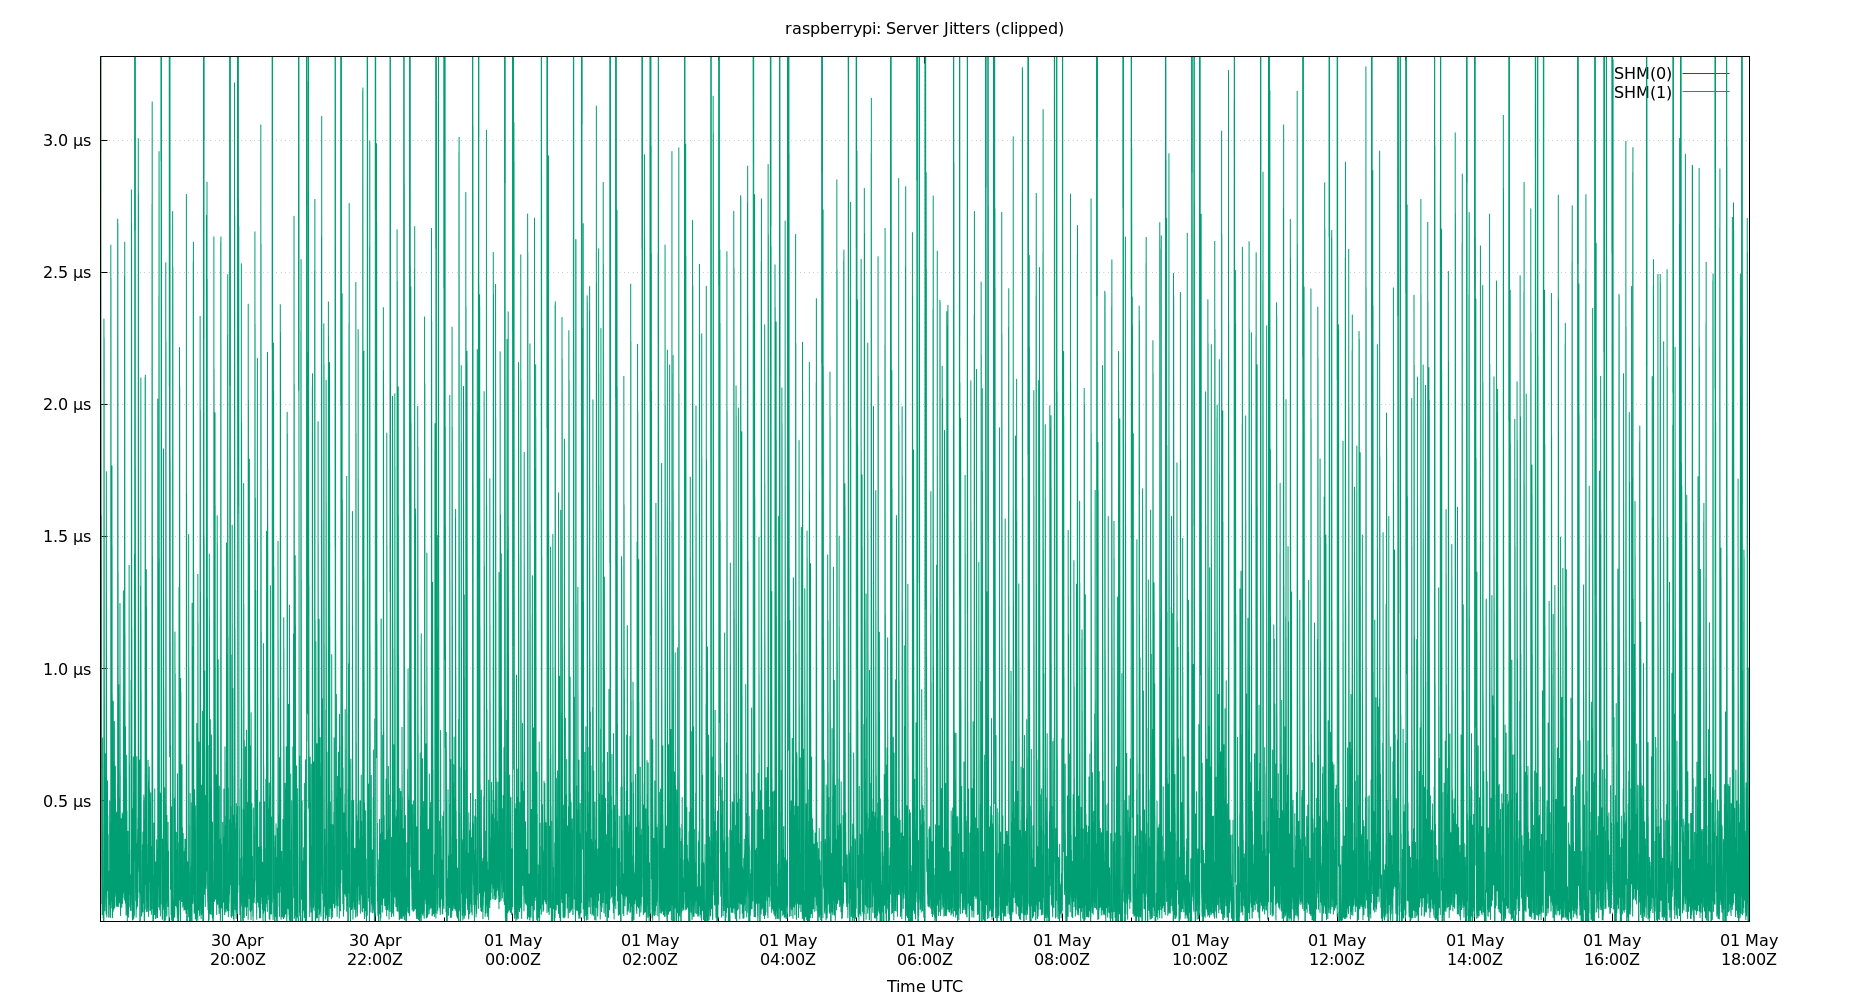 raspberrypi: Server Jitters (clipped)
SHM(0)
SHM(1)
3.0 µs
2.5 µs
2.0 µs
1.5 µs
1.0 µs
0.5 µs
30 Apr 30 Apr 01 May 01 May 01 May 01 May 01 May 01 May 01 May 01 May 01 May 01 May
20:00Z 22:00Z 00:00Z 02:00Z 04:00Z 06:00Z 08:00Z 10:00Z 12:00Z 14:00Z 16:00Z 18:00Z
Time UTC